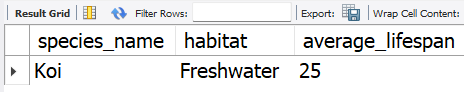 Result Grid Filter Rows: Export: Wrap Cell Content:
species_name habitat average_lifespan
Koi Freshwater 25